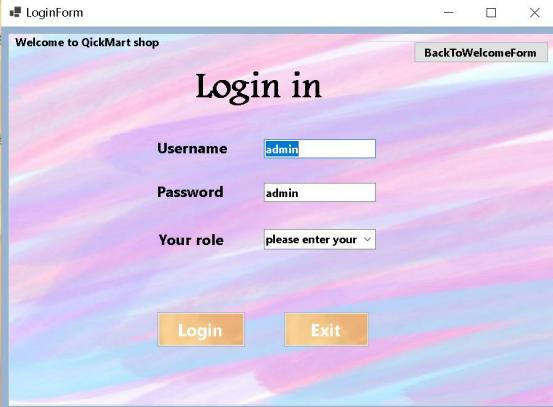 LoginForm
Welcome to QickMart shop
BackToWelcomeForm
Login in
Username
admin
Password
admin
Your role
please enter your
Login
Exit